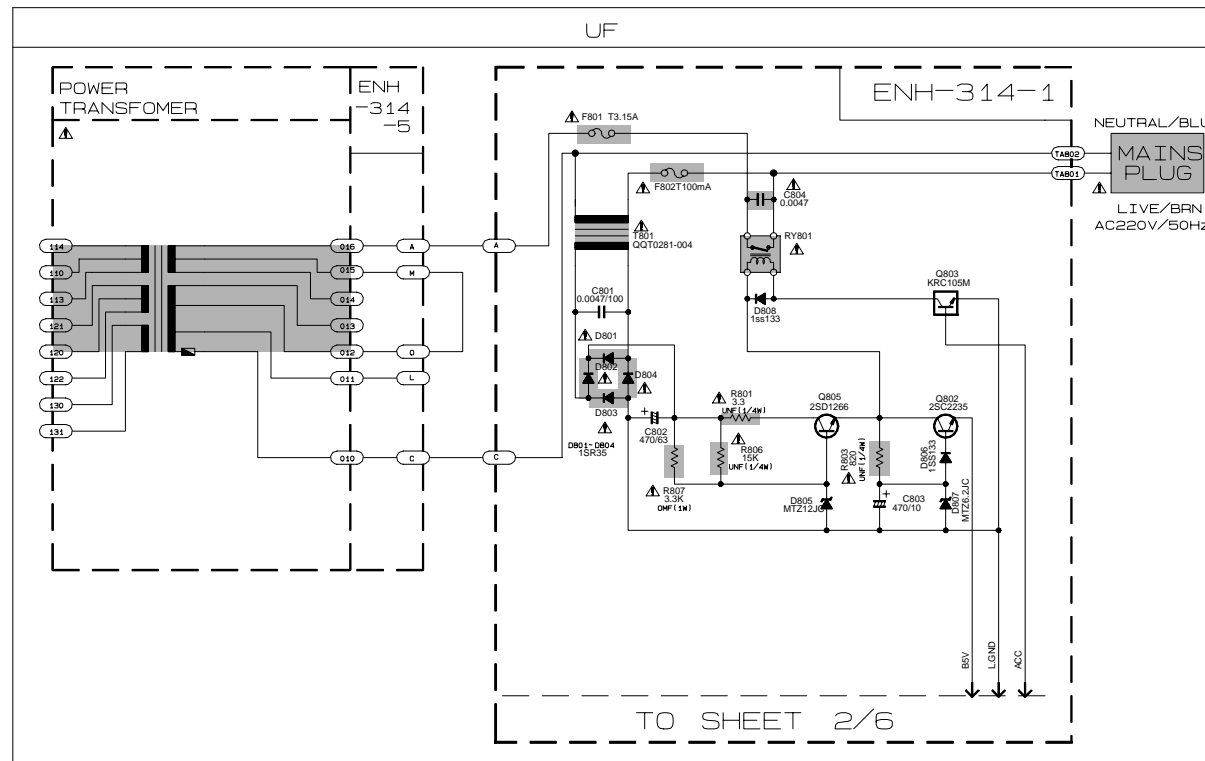 UF
POWER
TRANSFOMER
ENH
-314
-5
ENH-314-1
F801 T3.15A
F802T100mA
NEUTRAL/BLU
TAB02
TAB01
MAINS
PLUG
LIVE/BRN
AC220V/50Hz
C804
0.0047
T801
QQT0281-004
RY801
114
110
113
121
120
122
130
131
016
015
014
013
012
011
010
A
M
O
L
C
A
C
Q803
KRC105M
C801
0.0047/100
D808
1ss133
D801
D802
D804
D803
D801~D804
1SR35
C802
470/63
R801
3.3
UNF(1/4W)
R806
15K
UNF(1/4W)
R807
3.3K
OMF(1W)
Q805
2SD1266
Q802
2SC2235
R803
820
UNF(1/4W)
D806
1SS133
D805
MTZ12JC
C803
470/10
D807
MTZ6.2JC
B5V
L.GND
ACC
TO SHEET 2/6